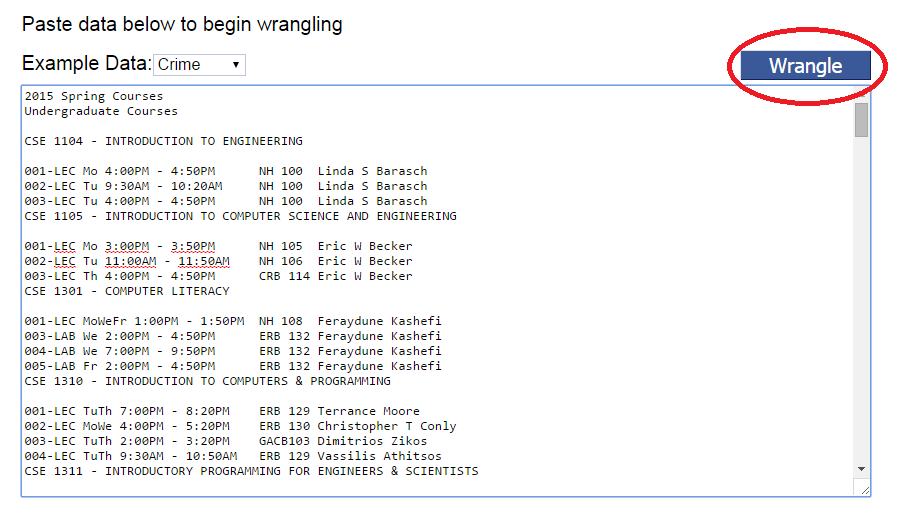 Paste data below to begin wrangling
Example Data: Crime
Wrangle
2015 Spring Courses
Undergraduate Courses
CSE 1104 - INTRODUCTION TO ENGINEERING
001-LEC Mo 4:00PM - 4:50PM NH 100 Linda S Barasch
002-LEC Tu 9:30AM - 10:20AM NH 100 Linda S Barasch
003-LEC Tu 4:00PM - 4:50PM NH 100 Linda S Barasch
CSE 1105 - INTRODUCTION TO COMPUTER SCIENCE AND ENGINEERING
001-LEC Mo 3:00PM - 3:50PM NH 105 Eric W Becker
002-LEC Tu 11:00AM - 11:50AM NH 106 Eric W Becker
003-LEC Th 4:00PM - 4:50PM CRB 114 Eric W Becker
CSE 1301 - COMPUTER LITERACY
001-LEC MoWeFr 1:00PM - 1:50PM NH 108 Feraydune Kashefi
003-LAB We 2:00PM - 4:50PM ERB 132 Feraydune Kashefi
004-LAB We 7:00PM - 9:50PM ERB 132 Feraydune Kashefi
005-LAB Fr 2:00PM - 4:50PM ERB 132 Feraydune Kashefi
CSE 1310 - INTRODUCTION TO COMPUTERS & PROGRAMMING
001-LEC TuTh 7:00PM - 8:20PM ERB 129 Terrance Moore
002-LEC MoWe 4:00PM - 5:20PM ERB 130 Christopher T Conly
003-LEC TuTh 2:00PM - 3:20PM GACB103 Dimitrios Zikos
004-LEC TuTh 9:30AM - 10:50AM ERB 129 Vassilis Athitsos
CSE 1311 - INTRODUCTORY PROGRAMMING FOR ENGINEERS & SCIENTISTS